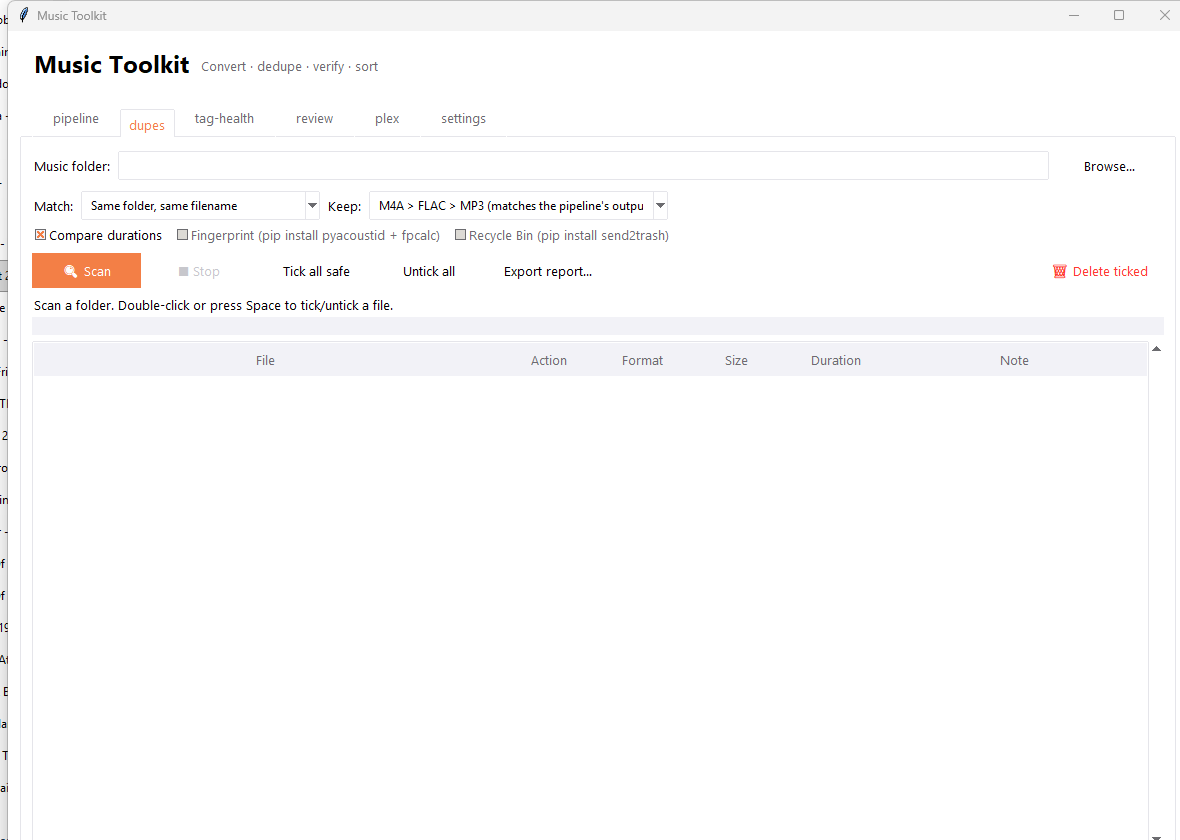 Music Toolkit
Music Toolkit Convert · dedupe · verify · sort
pipeline dupes tag-health review plex settings
Music folder: Browse...
Match: Same folder, same filename Keep: M4A > FLAC > MP3 (matches the pipeline's outpu
Compare durations Fingerprint (pip install pyacoustid + fpcalc) Recycle Bin (pip install send2trash)
Scan Stop Tick all safe Untick all Export report... Delete ticked
Scan a folder. Double-click or press Space to tick/untick a file.
File Action Format Size Duration Note